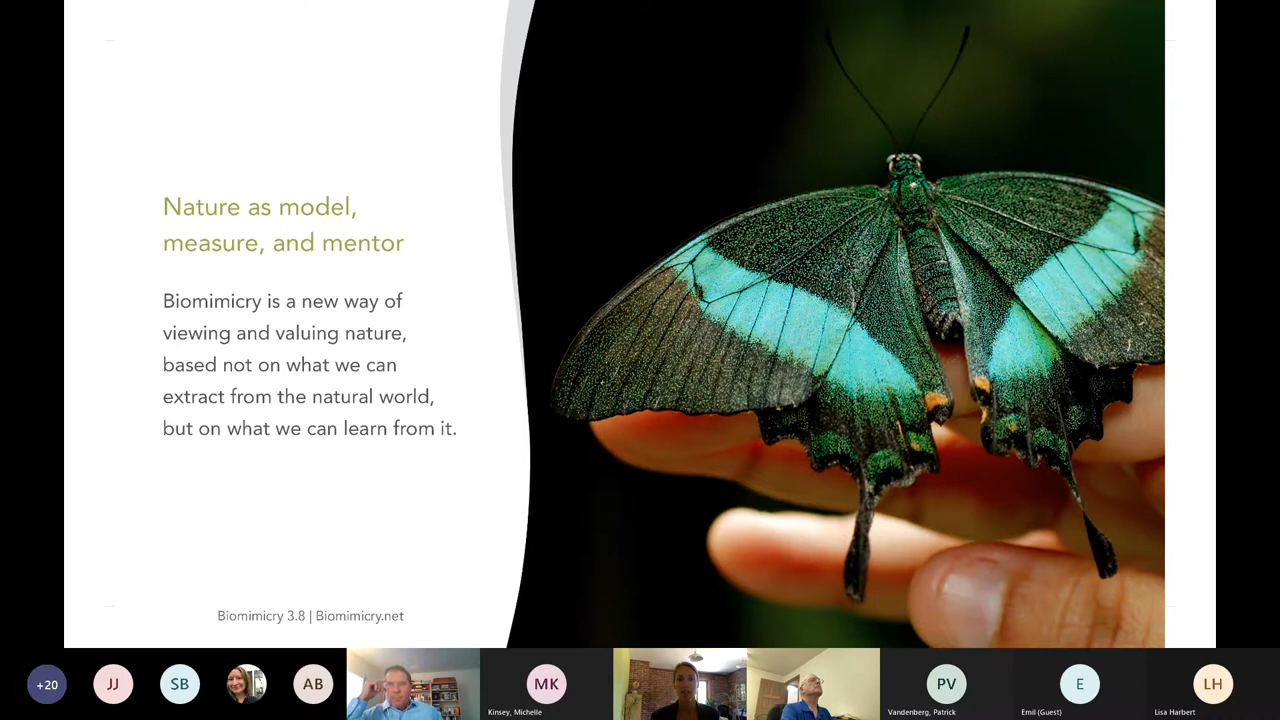 Nature as model,
measure, and mentor
Biomimicry is a new way of
viewing and valuing nature,
based not on what we can
extract from the natural world,
but on what we can learn from it.
Biomimicry 3.8 | Biomimicry.net
+20
JJ
SB
AB
MK
Kinsey, Michelle
PV
Vandenberg, Patrick
E
Emil (Guest)
LH
Lisa Harbert